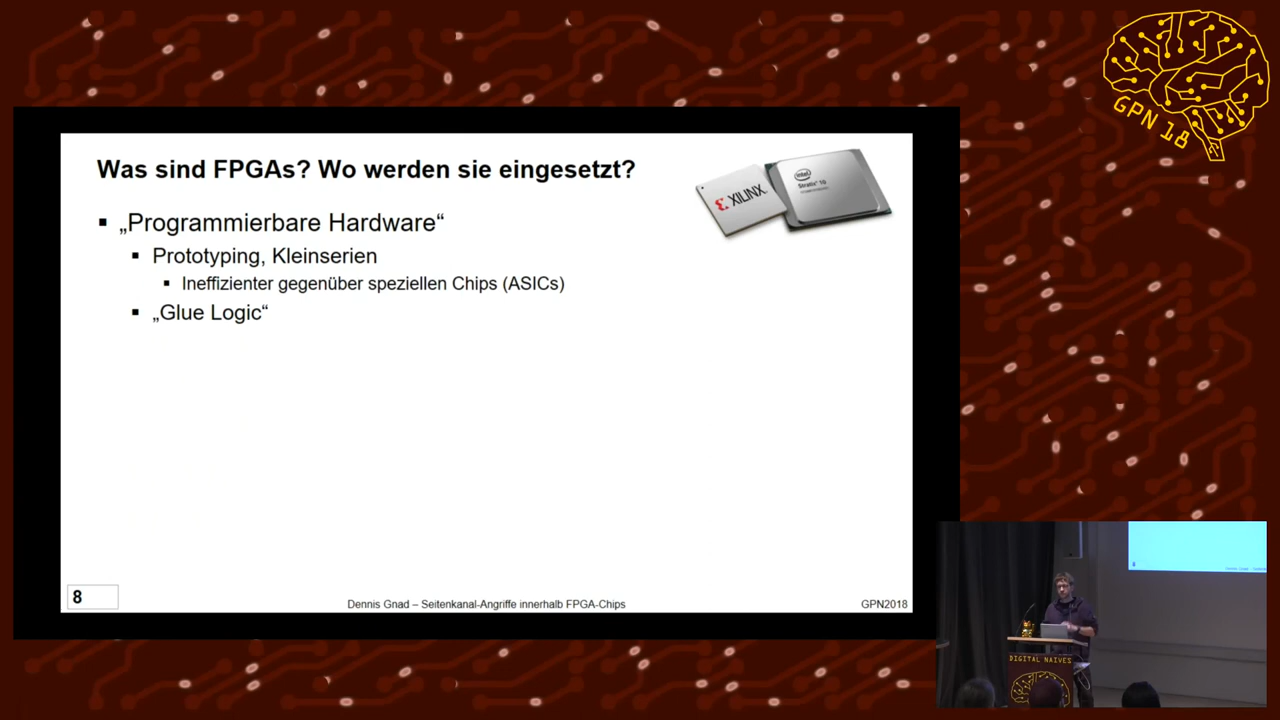 GPN 18
Was sind FPGAs? Wo werden sie eingesetzt?
XILINX
intel
Stratix 10
„Programmierbare Hardware“
Prototyping, Kleinserien
Ineffizienter gegenüber speziellen Chips (ASICs)
„Glue Logic“
8
Dennis Gnad – Seitenkanal-Angriffe innerhalb FPGA-Chips
GPN2018
DIGITAL NAIVES